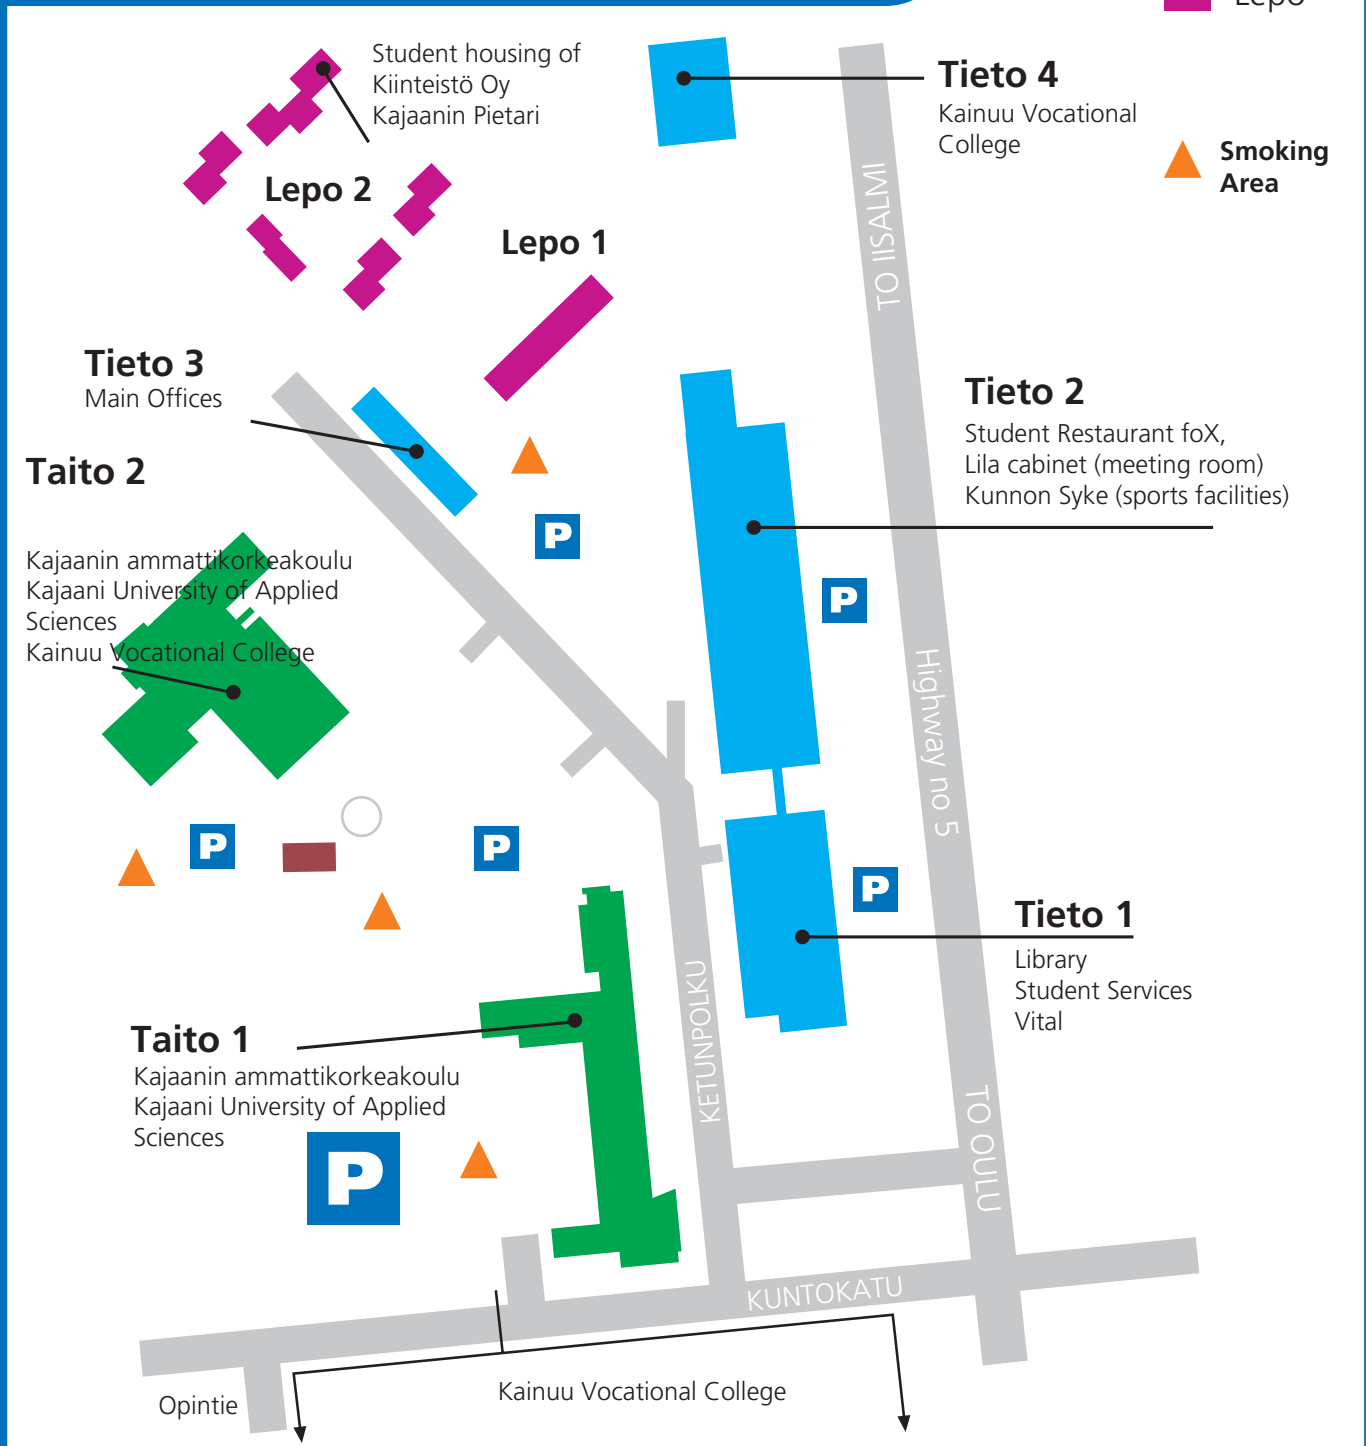 Lepo
Student housing of
Kiinteistö Oy
Kajaanin Pietari
Tieto 4
Kainuu Vocational
College
Smoking
Area
Lepo 2
Lepo 1
TO IISALMI
Tieto 3
Main Offices
Tieto 2
Student Restaurant foX,
Lila cabinet (meeting room)
Kunnon Syke (sports facilities)
Taito 2
Kajaanin ammattikorkeakoulu
Kajaani University of Applied
Sciences
Kainuu Vocational College
P
P
Highway no 5
P
P
P
Tieto 1
Library
Student Services
Vital
KETUNPOLKU
Taito 1
Kajaanin ammattikorkeakoulu
Kajaani University of Applied
Sciences
P
TO OULU
KUNTOKATU
Opintie
Kainuu Vocational College